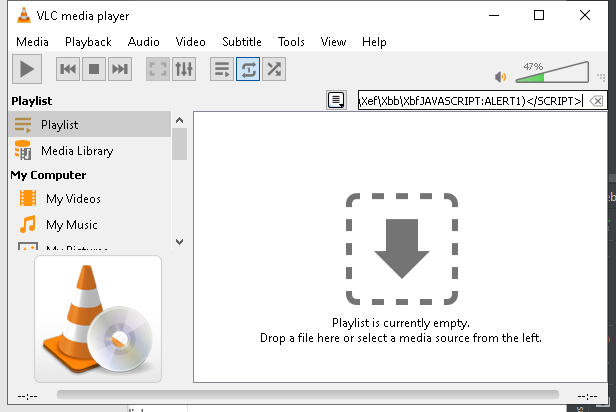 VLC media player
Media Playback Audio Video Subtitle Tools View Help
47%
Playlist
\Xef\Xbb\XbfJAVASCRIPT:ALERT1)</SCRIPT>
Playlist
Media Library
My Computer
My Videos
My Music
My Pictures
Playlist is currently empty.
Drop a file here or select a media source from the left.
--:-- --:--